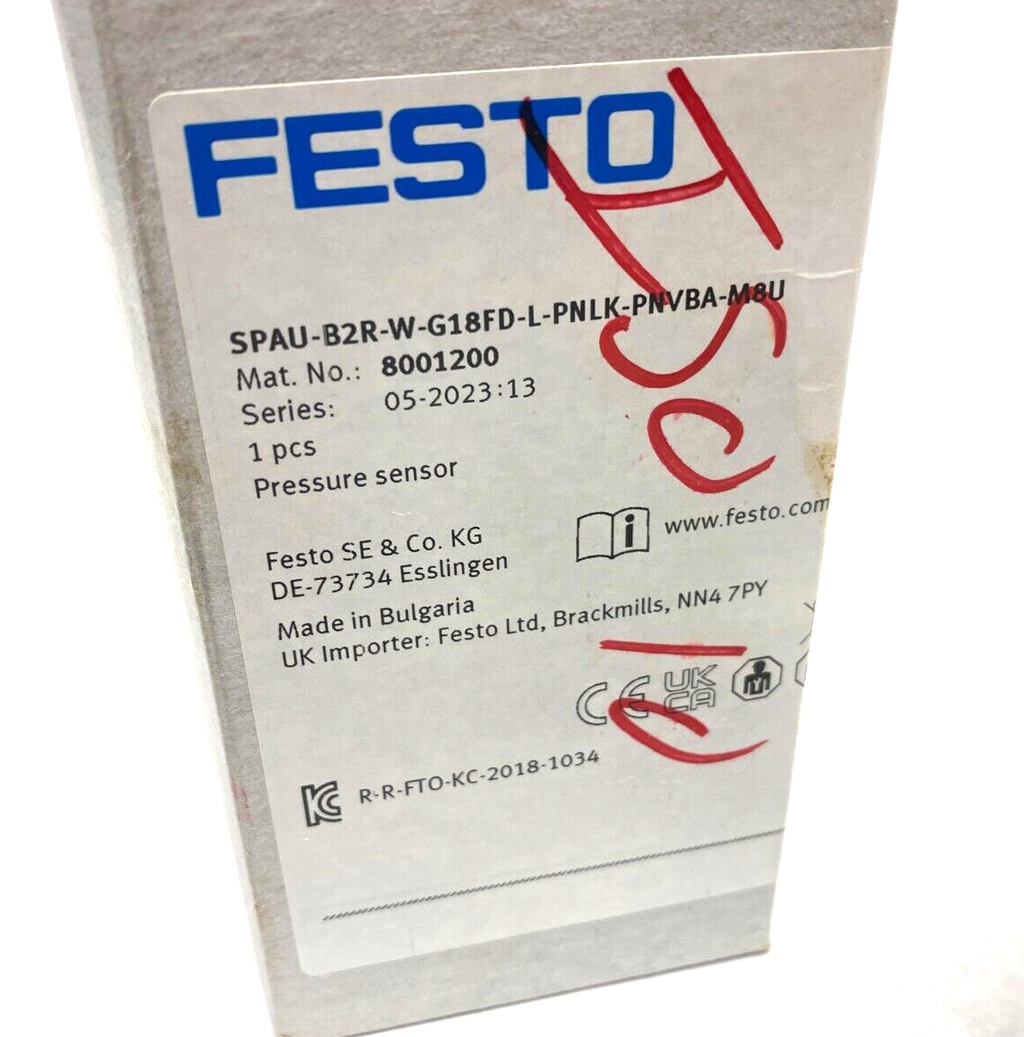 FESTO
SPAU-B2R-W-G18FD-L-PNLK-PNVBA-M8U
Mat. No.: 8001200
Series: 05-2023:13
1 pcs
Pressure sensor
Festo SE & Co. KG
DE-73734 Esslingen
www.festo.com
Made in Bulgaria
UK Importer: Festo Ltd, Brackmills, NN4 7PY
CE UK CA
KC R-R-FTO-KC-2018-1034